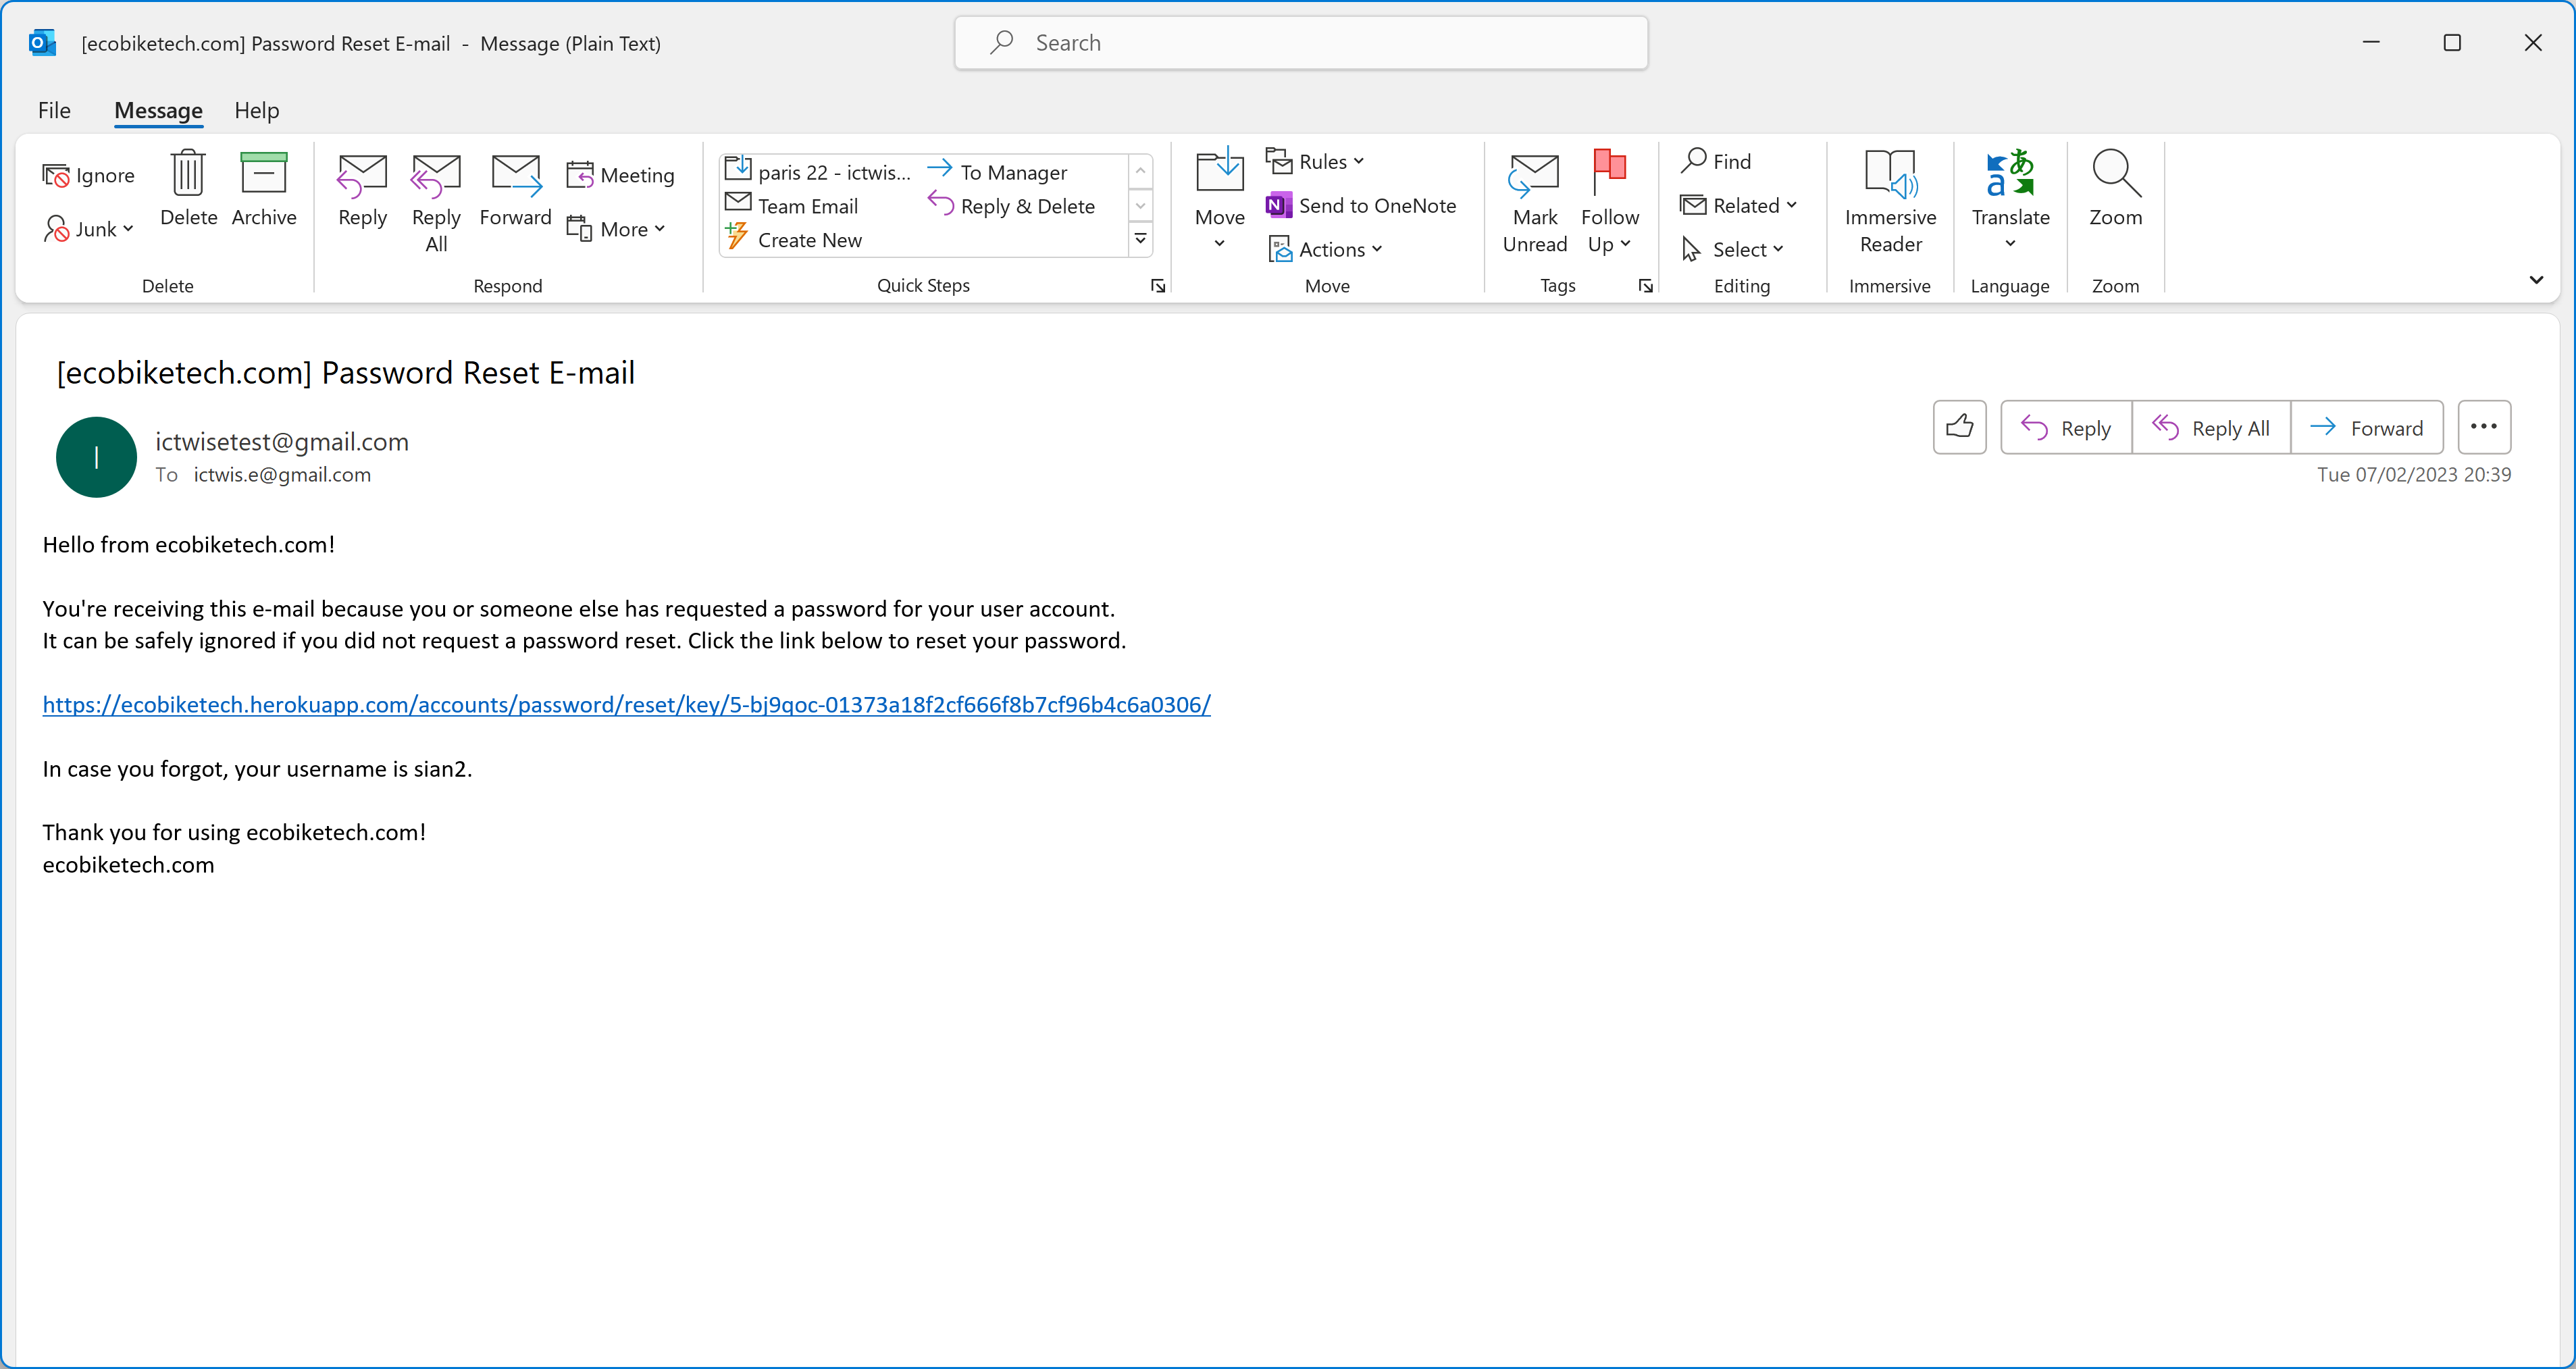 [ecobiketech.com] Password Reset E-mail - Message (Plain Text)
Search
File Message Help
Ignore
Junk
Delete
Archive
Delete
Reply
Reply All
Forward
Meeting
More
Respond
paris 22 - ictwis...
Team Email
Create New
To Manager
Reply & Delete
Quick Steps
Move
Rules
Send to OneNote
Actions
Move
Mark Unread
Follow Up
Tags
Find
Related
Select
Editing
Immersive Reader
Immersive
Translate
Language
Zoom
Zoom
[ecobiketech.com] Password Reset E-mail
I
ictwisetest@gmail.com
To ictwis.e@gmail.com
Reply
Reply All
Forward
Tue 07/02/2023 20:39
Hello from ecobiketech.com!
You're receiving this e-mail because you or someone else has requested a password for your user account.
It can be safely ignored if you did not request a password reset. Click the link below to reset your password.
https://ecobiketech.herokuapp.com/accounts/password/reset/key/5-bj9qoc-01373a18f2cf666f8b7cf96b4c6a0306/
In case you forgot, your username is sian2.
Thank you for using ecobiketech.com!
ecobiketech.com